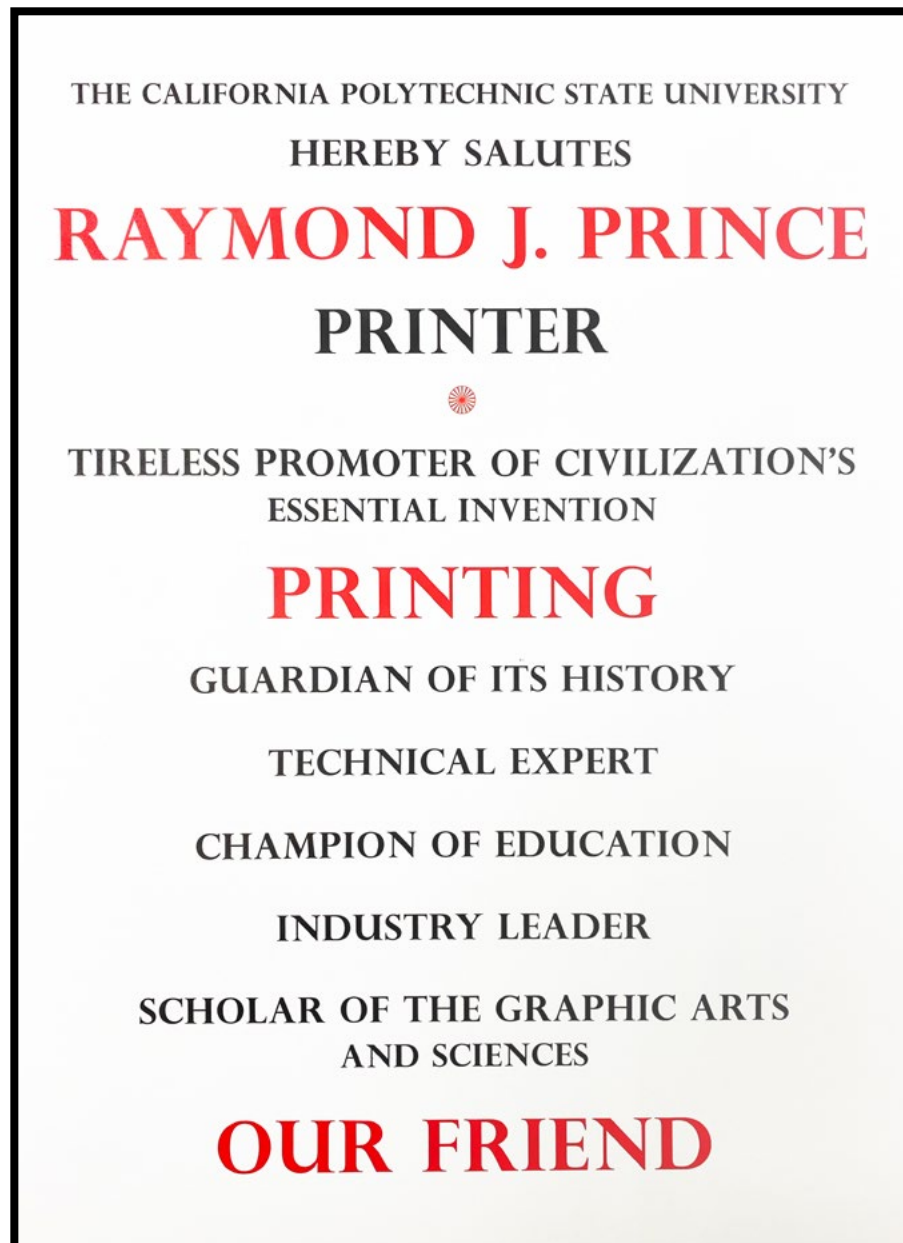 THE CALIFORNIA POLYTECHNIC STATE UNIVERSITY
HEREBY SALUTES
RAYMOND J. PRINCE
PRINTER
TIRELESS PROMOTER OF CIVILIZATION'S
ESSENTIAL INVENTION
PRINTING
GUARDIAN OF ITS HISTORY
TECHNICAL EXPERT
CHAMPION OF EDUCATION
INDUSTRY LEADER
SCHOLAR OF THE GRAPHIC ARTS
AND SCIENCES
OUR FRIEND